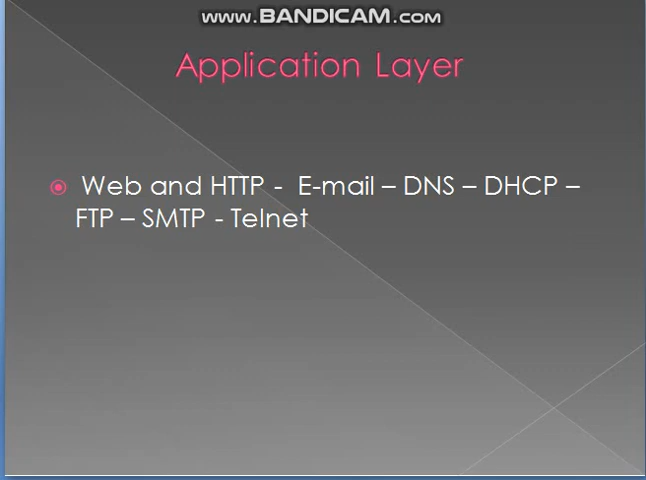 www.BANDICAM.com
Application Layer
Web and HTTP - E-mail – DNS – DHCP –
FTP – SMTP - Telnet